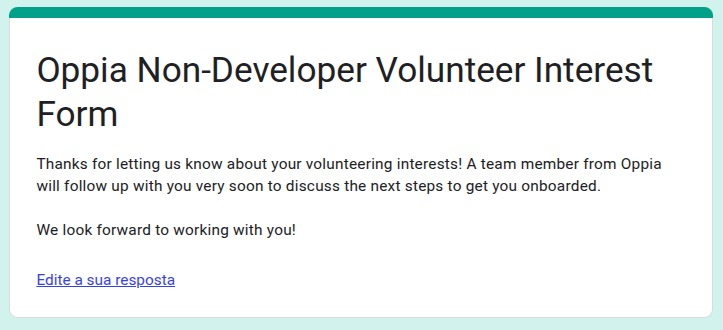 Oppia Non-Developer Volunteer Interest
Form
Thanks for letting us know about your volunteering interests! A team member from Oppia
will follow up with you very soon to discuss the next steps to get you onboarded.
We look forward to working with you!
Edite a sua resposta